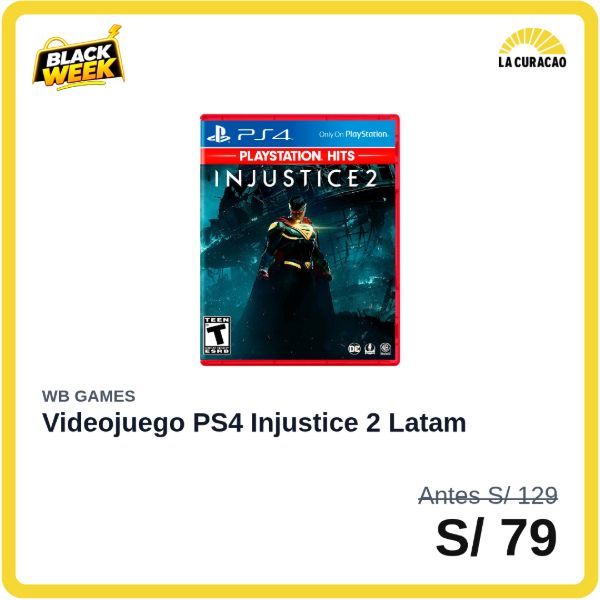 BLACK
WEEK
LA CURACAO
PS4
Only On PlayStation
PLAYSTATION HITS
INJUSTICE 2
TEEN
T
ESRB
DC
WB GAMES
Videojuego PS4 Injustice 2 Latam
Antes S/ 129
S/ 79